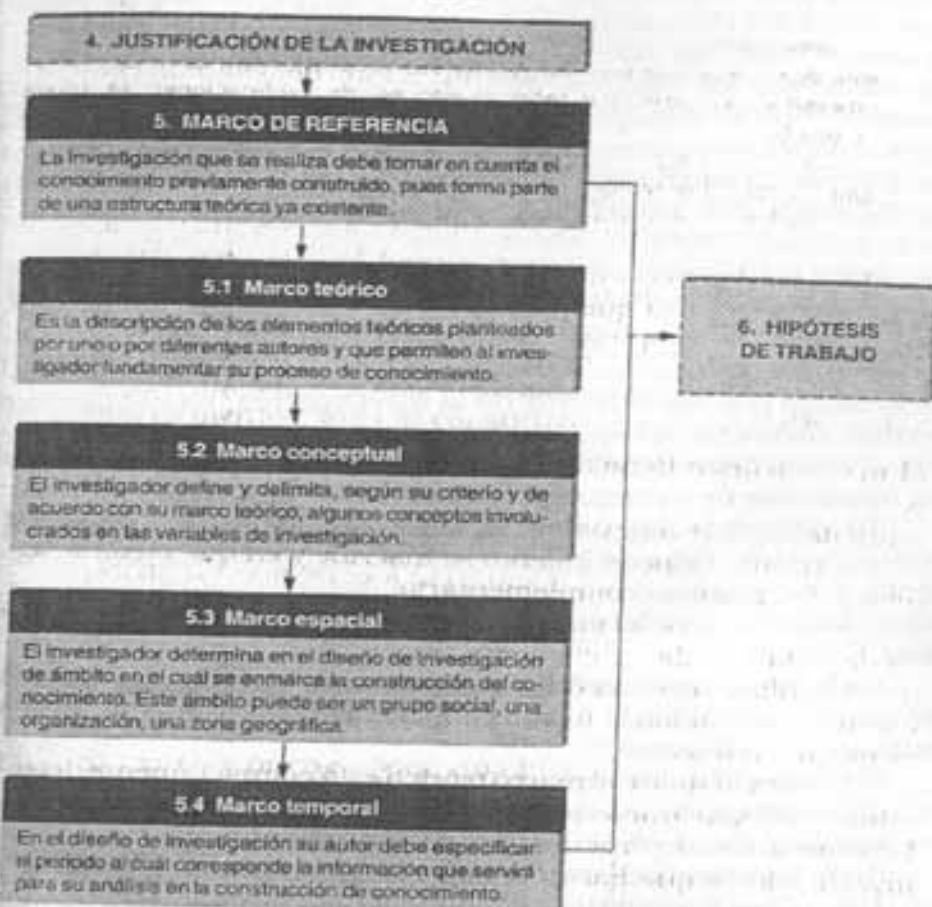 4. JUSTIFICACIÓN DE LA INVESTIGACIÓN
5. MARCO DE REFERENCIA
La investigación que se realiza debe tomar en cuenta el
conocimiento previamente construido, pues forma parte
de una estructura teórica ya existente.
5.1 Marco teórico
Es la descripción de los elementos teóricos planteados
por uno o por diferentes autores y que permiten al inves-
tigador fundamentar su proceso de conocimiento.
6. HIPÓTESIS
DE TRABAJO
5.2 Marco conceptual
El investigador define y delimita, según su criterio y de
acuerdo con su marco teórico, algunos conceptos involu-
crados en las variables de investigación.
5.3 Marco espacial
El investigador determina en el diseño de investigación
de ámbito en el cual se enmarca la construcción del co-
nocimiento. Este ámbito puede ser un grupo social, una
organización, una zona geográfica.
5.4 Marco temporal
En el diseño de investigación su autor debe especificar
el periodo al cual corresponde la información que servirá
para su análisis en la construcción de conocimiento.